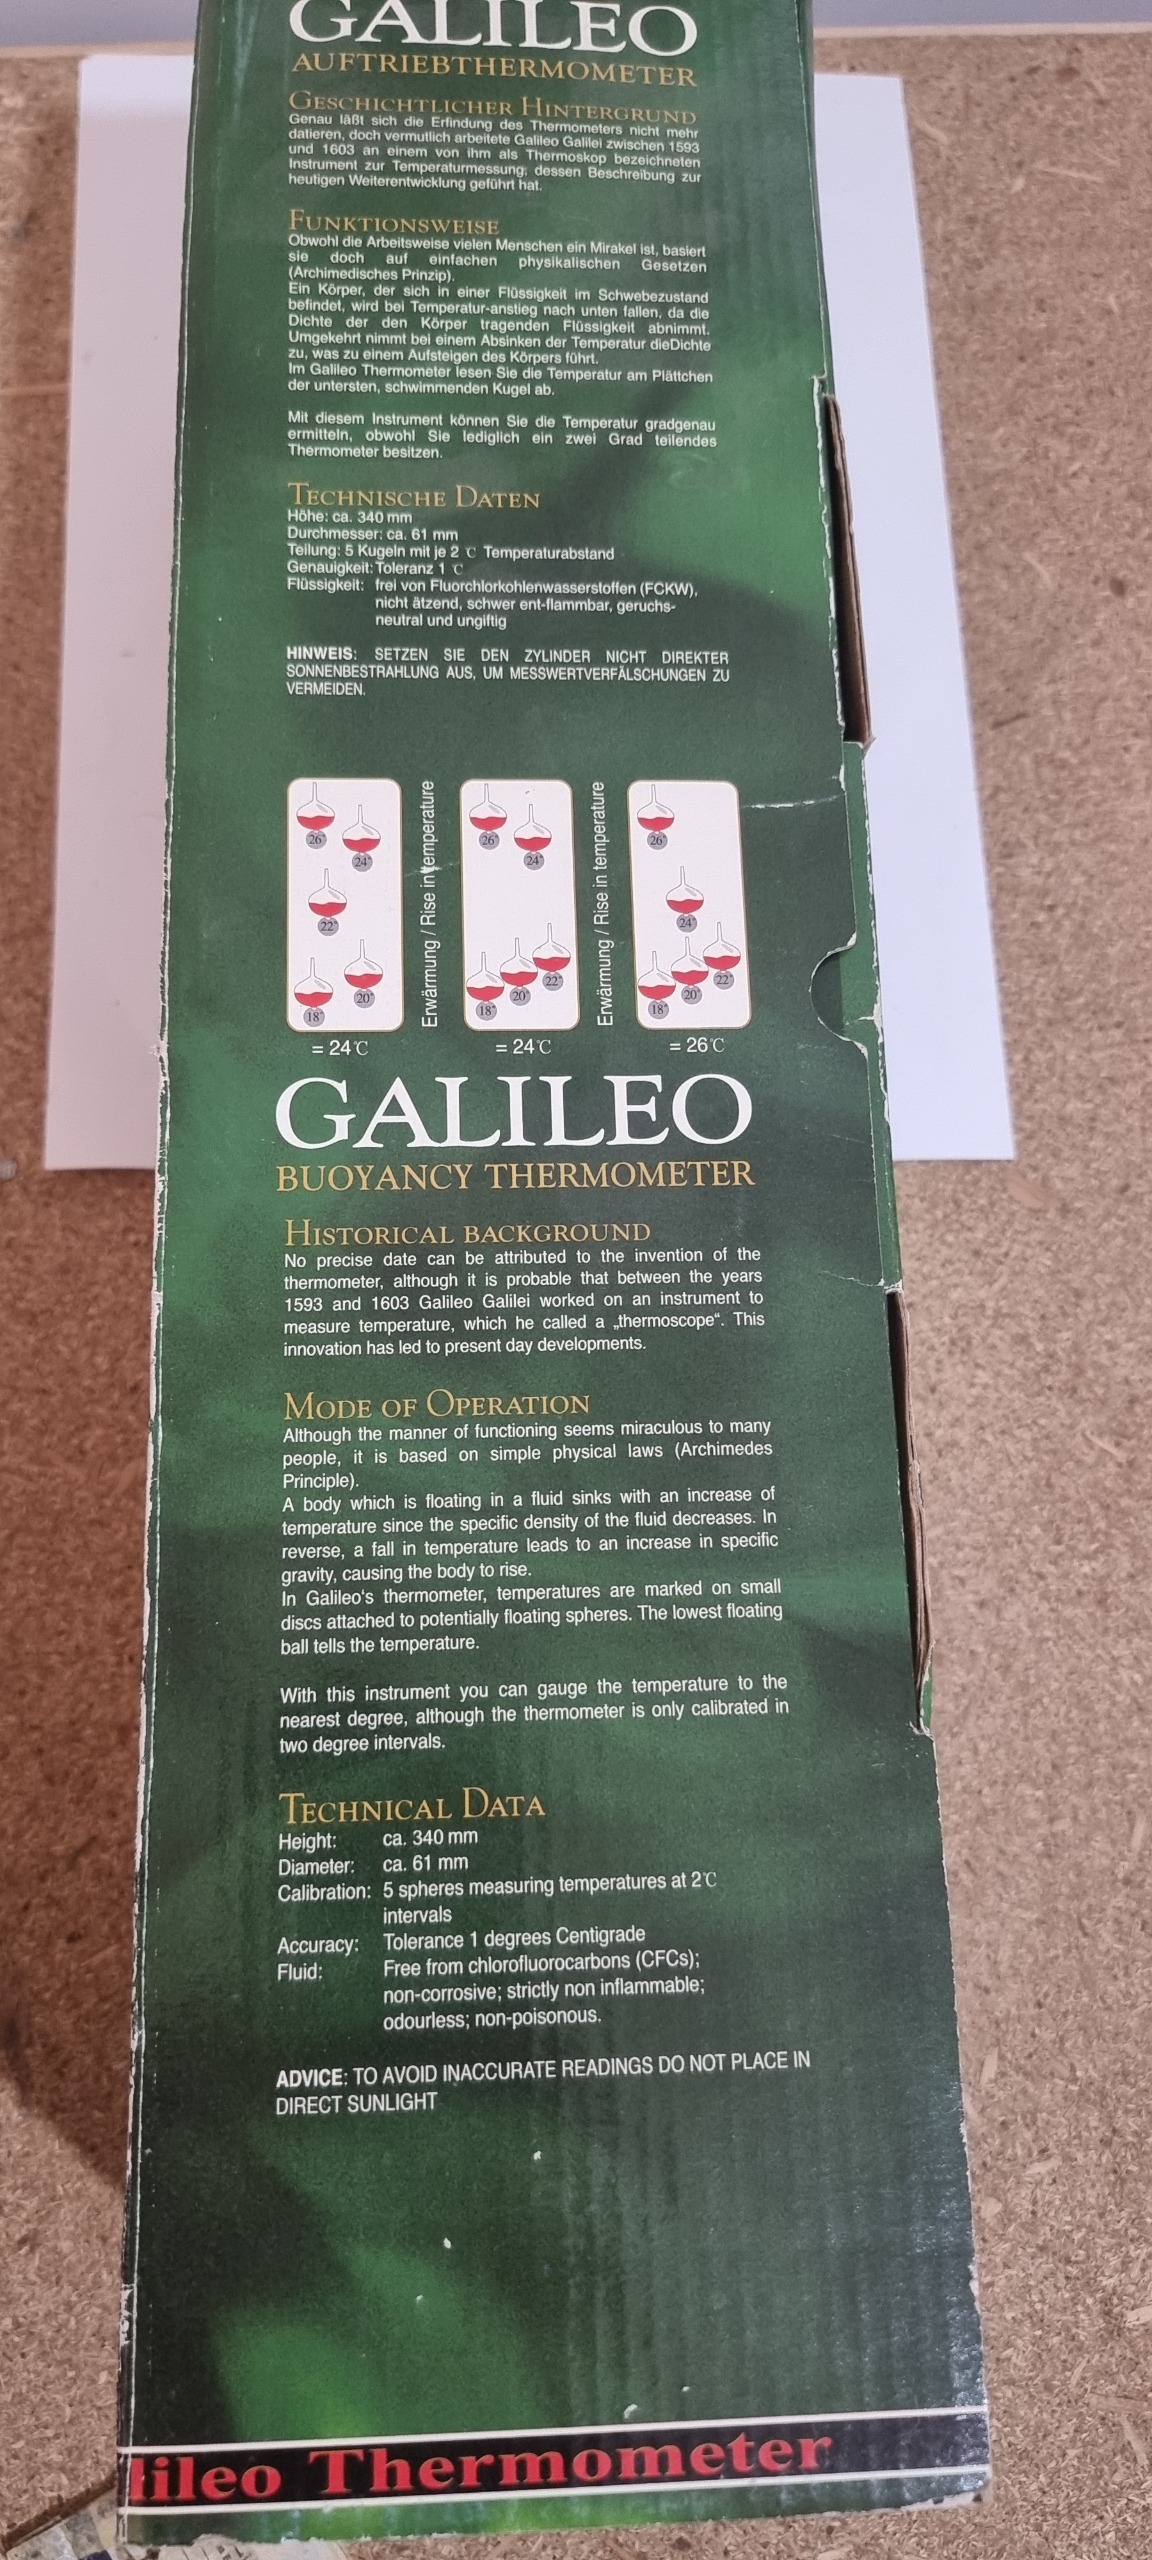 GALILEO
AUFTRIEBTHERMOMETER
GESCHICHTLICHER HINTERGRUND
Genau läßt sich die Erfindung des Thermometers nicht mehr
datieren, doch vermutlich arbeitete Galileo Galilei zwischen 1593
und 1603 an einem von ihm als Thermoskop bezeichneten
Instrument zur Temperaturmessung, dessen Beschreibung zur
heutigen Weiterentwicklung geführt hat.
FUNKTIONSWEISE
Obwohl die Arbeitsweise vielen Menschen ein Mirakel ist, basiert
sie doch auf einfachen physikalischen Gesetzen
(Archimedisches Prinzip).
Ein Körper, der sich in einer Flüssigkeit im Schwebezustand
befindet, wird bei Temperatur-anstieg nach unten fallen, da die
Dichte der den Körper tragenden Flüssigkeit abnimmt.
Umgekehrt nimmt bei einem Absinken der Temperatur dieDichte
zu, was zu einem Aufsteigen des Körpers führt.
Im Galileo Thermometer lesen Sie die Temperatur am Plättchen
der untersten, schwimmenden Kugel ab.
Mit diesem Instrument können Sie die Temperatur gradgenau
ermitteln, obwohl Sie lediglich ein zwei Grad teilendes
Thermometer besitzen.
TECHNISCHE DATEN
Höhe: ca. 340 mm
Durchmesser: ca. 61 mm
Teilung: 5 Kugeln mit je 2 ℃ Temperaturabstand
Genauigkeit: Toleranz 1 ℃
Flüssigkeit: frei von Fluorchlorkohlenwasserstoffen (FCKW),
nicht ätzend, schwer ent-flammbar, geruchs-
neutral und ungiftig
HINWEIS: SETZEN SIE DEN ZYLINDER NICHT DIREKTER
SONNENBESTRAHLUNG AUS, UM MESSWERTVERFÄLSCHUNGEN ZU
VERMEIDEN.
26°
24°
22°
20°
18°
= 24℃
Erwärmung / Rise in temperature
26°
24°
22°
20°
18°
= 24℃
Erwärmung / Rise in temperature
26°
24°
22°
20°
18°
= 26℃
GALILEO
BUOYANCY THERMOMETER
HISTORICAL BACKGROUND
No precise date can be attributed to the invention of the
thermometer, although it is probable that between the years
1593 and 1603 Galileo Galilei worked on an instrument to
measure temperature, which he called a „thermoscope“. This
innovation has led to present day developments.
MODE OF OPERATION
Although the manner of functioning seems miraculous to many
people, it is based on simple physical laws (Archimedes
Principle).
A body which is floating in a fluid sinks with an increase of
temperature since the specific density of the fluid decreases. In
reverse, a fall in temperature leads to an increase in specific
gravity, causing the body to rise.
In Galileo's thermometer, temperatures are marked on small
discs attached to potentially floating spheres. The lowest floating
ball tells the temperature.
With this instrument you can gauge the temperature to the
nearest degree, although the thermometer is only calibrated in
two degree intervals.
TECHNICAL DATA
Height: ca. 340 mm
Diameter: ca. 61 mm
Calibration: 5 spheres measuring temperatures at 2℃
intervals
Accuracy: Tolerance 1 degrees Centigrade
Fluid: Free from chlorofluorocarbons (CFCs);
non-corrosive; strictly non inflammable;
odourless; non-poisonous.
ADVICE: TO AVOID INACCURATE READINGS DO NOT PLACE IN
DIRECT SUNLIGHT
lileo Thermometer